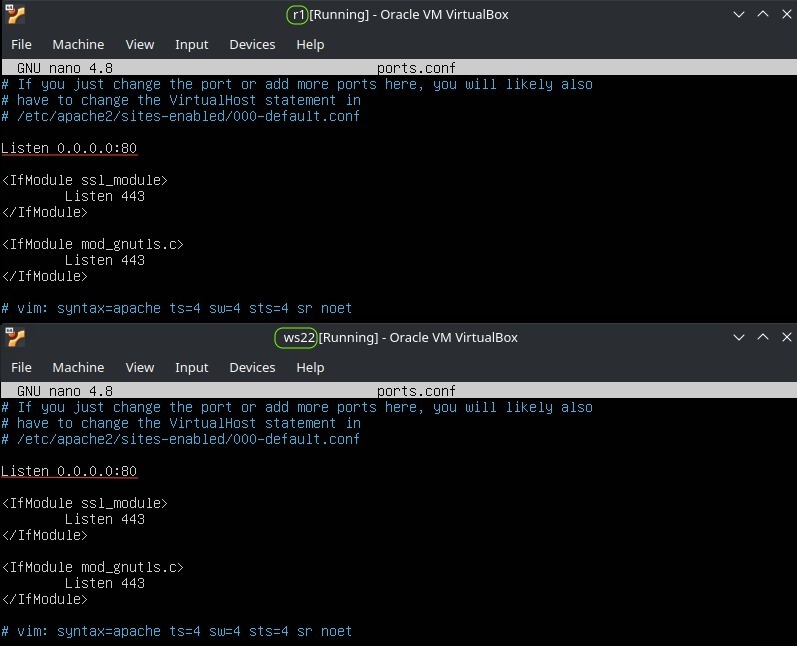 r1 [Running] - Oracle VM VirtualBox
File Machine View Input Devices Help
GNU nano 4.8 ports.conf
# If you just change the port or add more ports here, you will likely also
# have to change the VirtualHost statement in
# /etc/apache2/sites-enabled/000-default.conf
Listen 0.0.0.0:80
<IfModule ssl_module>
Listen 443
</IfModule>
<IfModule mod_gnutls.c>
Listen 443
</IfModule>
# vim: syntax=apache ts=4 sw=4 sts=4 sr noet
ws22 [Running] - Oracle VM VirtualBox
File Machine View Input Devices Help
GNU nano 4.8 ports.conf
# If you just change the port or add more ports here, you will likely also
# have to change the VirtualHost statement in
# /etc/apache2/sites-enabled/000-default.conf
Listen 0.0.0.0:80
<IfModule ssl_module>
Listen 443
</IfModule>
<IfModule mod_gnutls.c>
Listen 443
</IfModule>
# vim: syntax=apache ts=4 sw=4 sts=4 sr noet